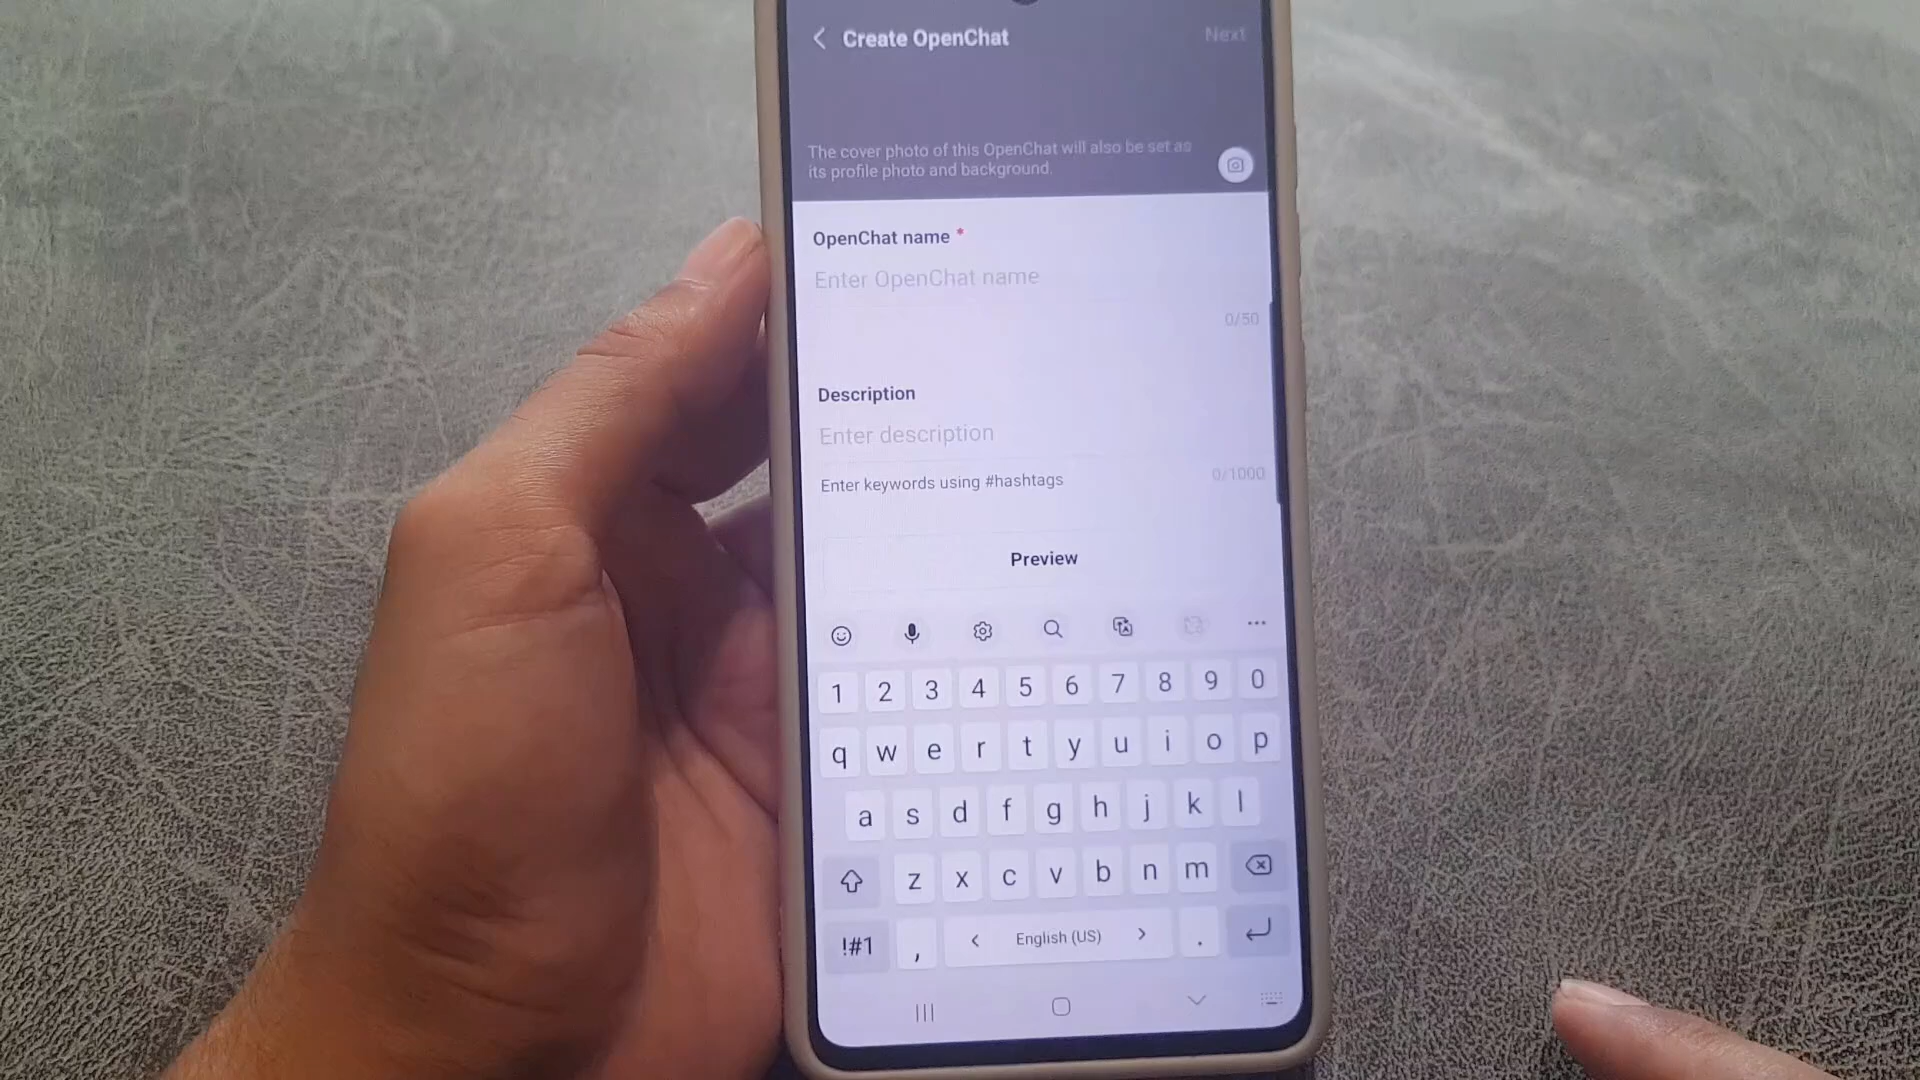 Create OpenChat
Next
The cover photo of this OpenChat will also be set as
its profile photo and background.
OpenChat name *
Enter OpenChat name
0/50
Description
Enter description
Enter keywords using #hashtags
0/1000
Preview
1 2 3 4 5 6 7 8 9 0
q w e r t y u i o p
a s d f g h j k l
z x c v b n m
!#1 , < English (US) > .